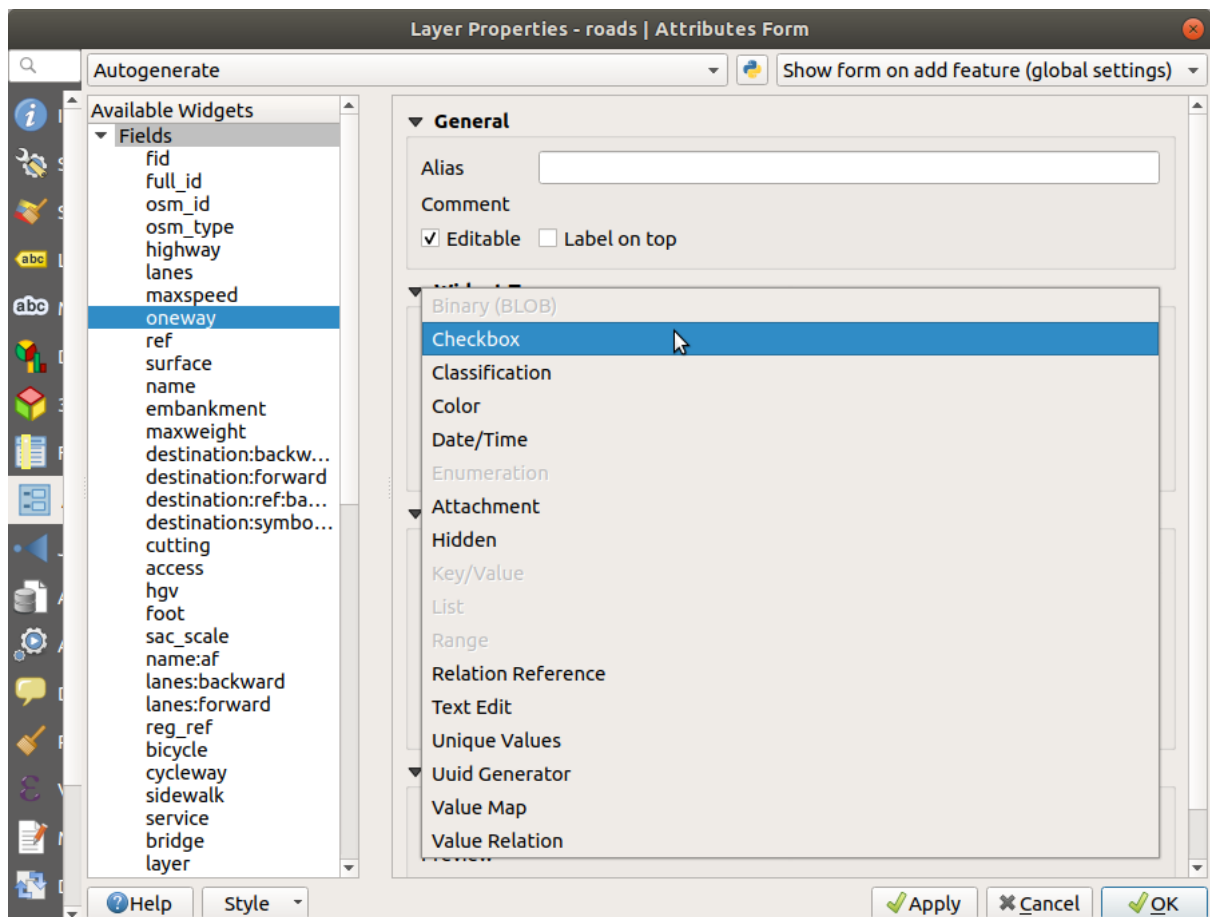 Layer Properties - roads | Attributes Form
Autogenerate
Show form on add feature (global settings)
Available Widgets
Fields
fid
full_id
osm_id
osm_type
highway
lanes
maxspeed
oneway
ref
surface
name
embankment
maxweight
destination:backw...
destination:forward
destination:ref:ba...
destination:symbo...
cutting
access
hgv
foot
sac_scale
name:af
lanes:backward
lanes:forward
reg_ref
bicycle
cycleway
sidewalk
service
bridge
layer
General
Alias
Comment
Editable
Label on top
Binary (BLOB)
Checkbox
Classification
Color
Date/Time
Enumeration
Attachment
Hidden
Key/Value
List
Range
Relation Reference
Text Edit
Unique Values
Uuid Generator
Value Map
Value Relation
abc
abc
Help
Style
Apply
Cancel
OK